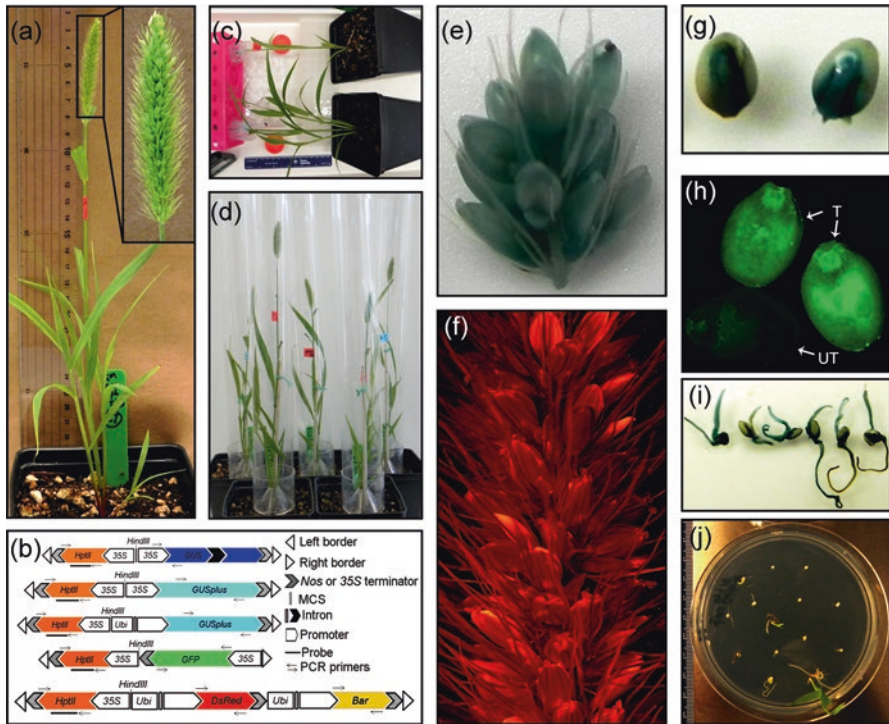 (a)
(b)
HindIII
HptII 35S 35S GUS
HindIII
HptII 35S 35S GUSplus
HindIII
HptII 35S Ubi GUSplus
HindIII
HptII 35S GFP 35S
HindIII
HptII 35S Ubi DsRed Ubi Bar
Left border
Right border
Nos or 35S terminator
MCS
Intron
Promoter
Probe
PCR primers
(c)
(d)
(e)
(f)
(g)
(h)
T
UT
(i)
(j)